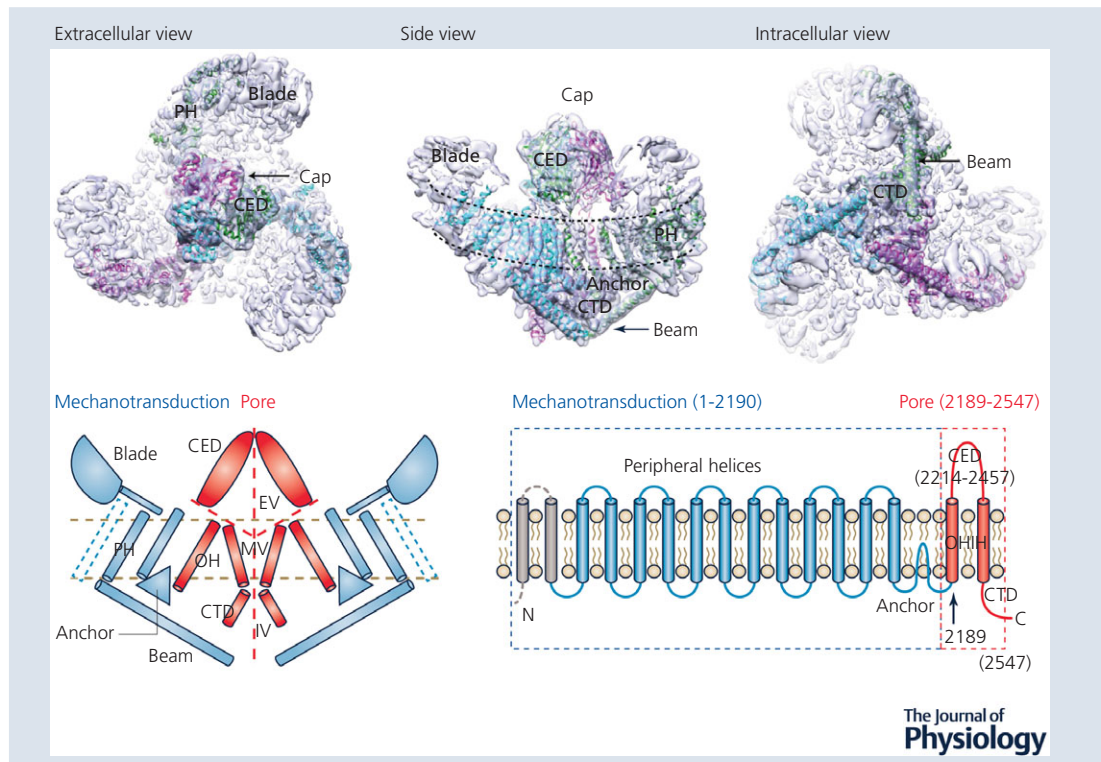 Extracellular view
Side view
Intracellular view
PH
Blade
Cap
CED
Cap
Blade
CED
PH
Anchor
CTD
Beam
Beam
CTD
Mechanotransduction Pore
CED
Blade
EV
PH
OH
MV
CTD
IV
Anchor
Beam
Mechanotransduction (1-2190)
Pore (2189-2547)
Peripheral helices
CED
(2214-2457)
OH IH
Anchor
CTD
N
C
2189
(2547)
The Journal of
Physiology